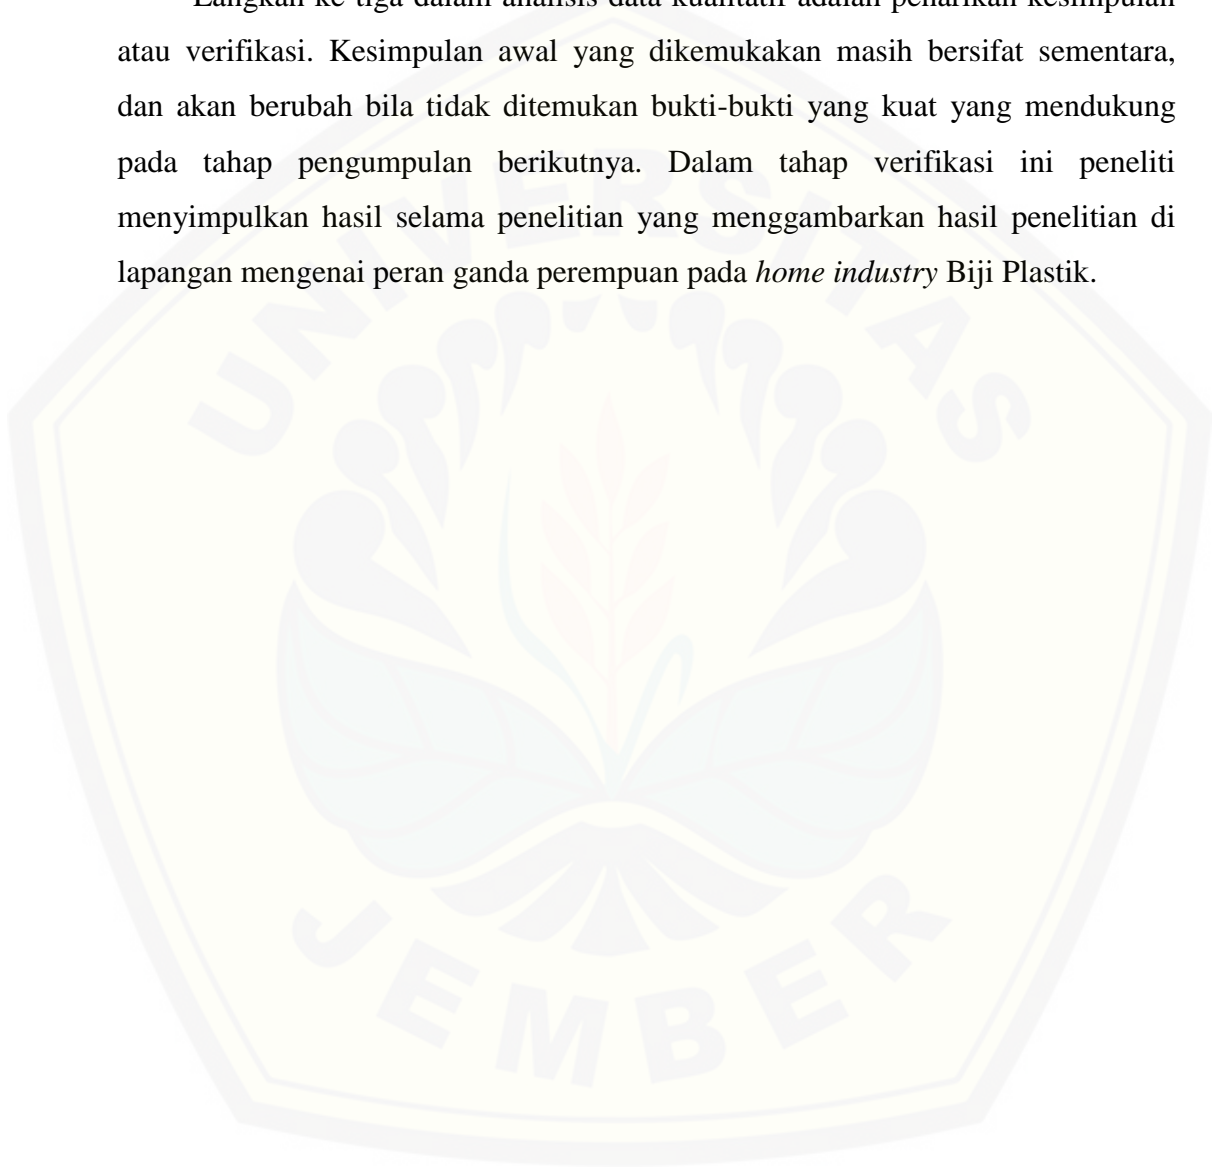 Langkah ke tiga dalam analisis data kualitatif adalah penarikan kesimpulan
atau verifikasi. Kesimpulan awal yang dikemukakan masih bersifat sementara,
dan akan berubah bila tidak ditemukan bukti-bukti yang kuat yang mendukung
pada tahap pengumpulan berikutnya. Dalam tahap verifikasi ini peneliti
menyimpulkan hasil selama penelitian yang menggambarkan hasil penelitian di
lapangan mengenai peran ganda perempuan pada home industry Biji Plastik.
UNIVERSITAS
JEMBER